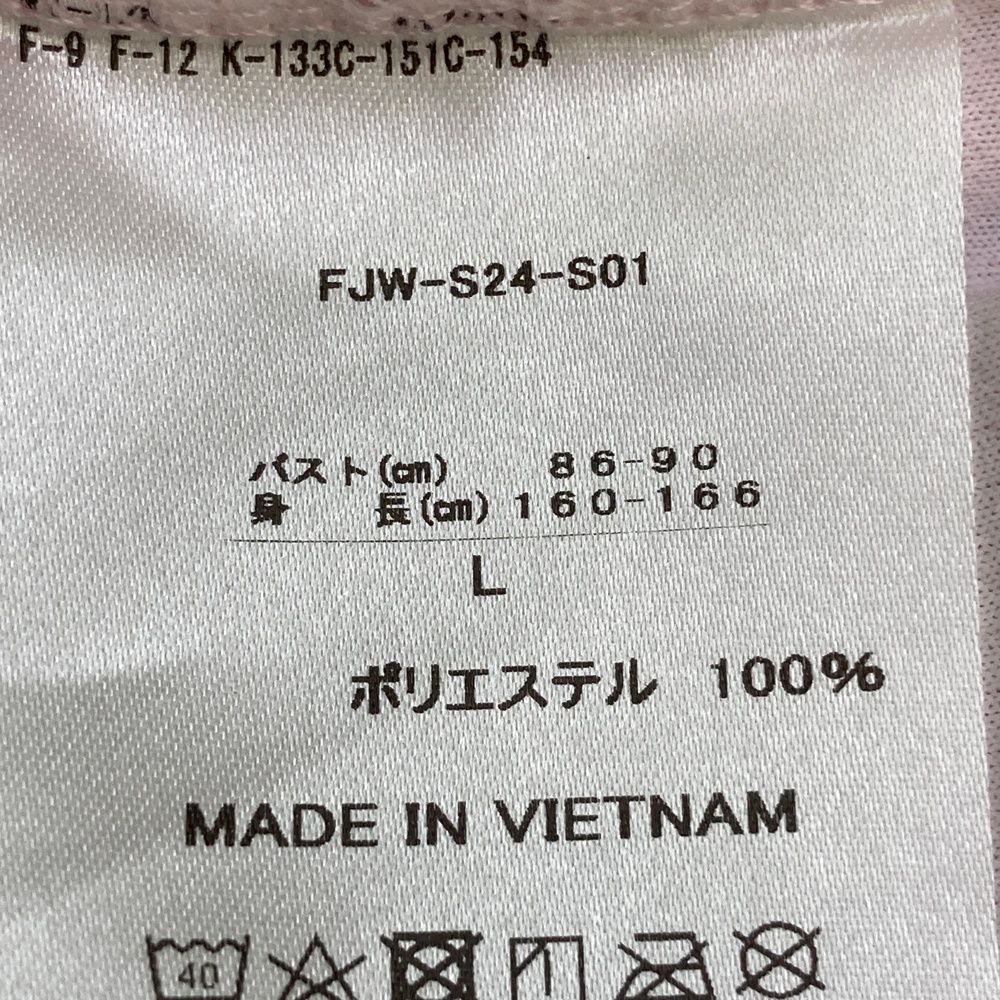 F-9 F-12 K-133C-151C-154
FJW-S24-S01
バスト(cm) 86-90
身 長(cm) 160-166
L
ポリエステル 100%
MADE IN VIETNAM
40